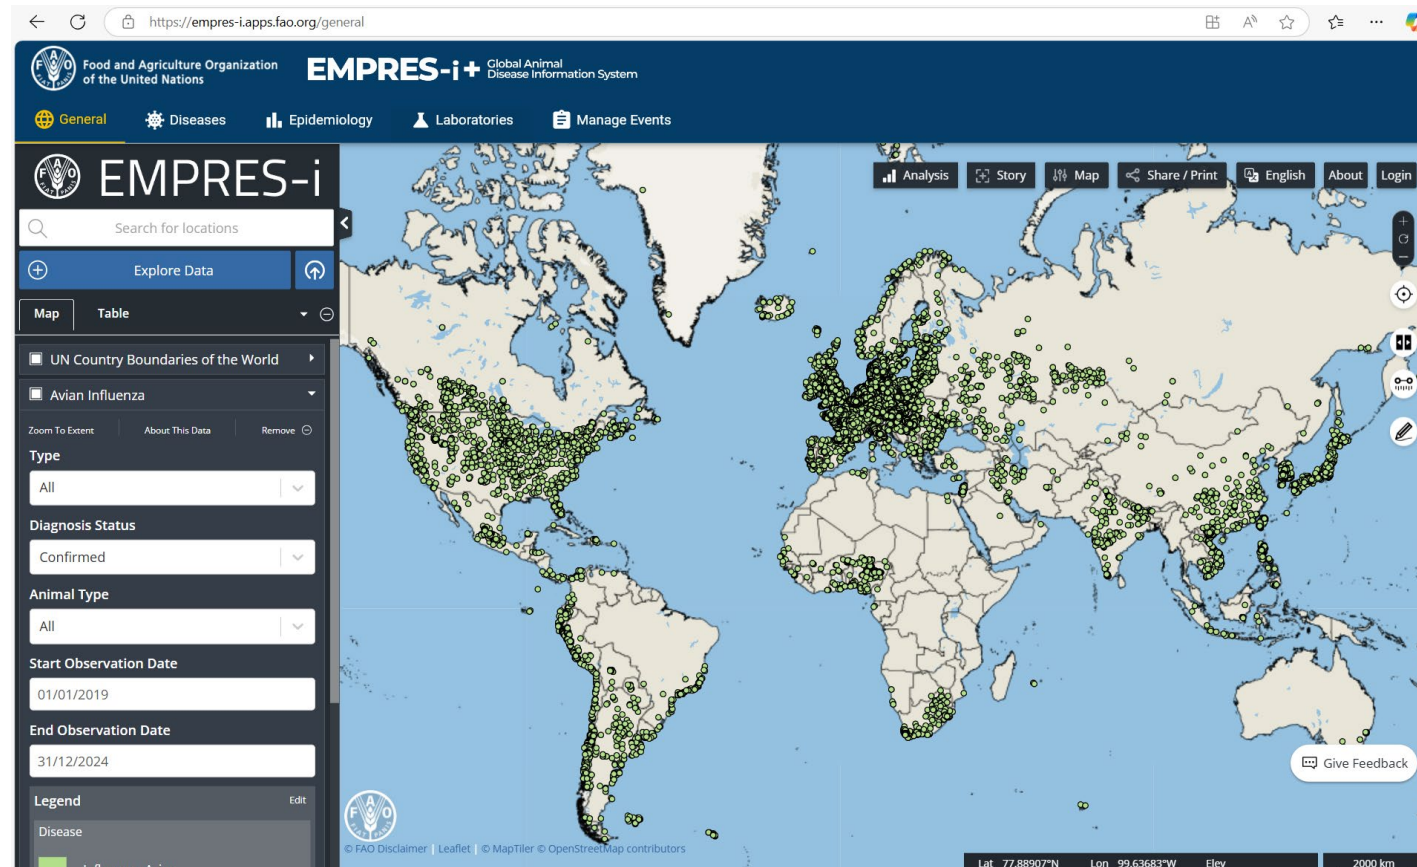 https://empres-i.apps.fao.org/general
Food and Agriculture Organization
of the United Nations
EMPRES-i+ Global Animal
Disease Information System
General
Diseases
Epidemiology
Laboratories
Manage Events
EMPRES-i
Search for locations
Explore Data
Map
Table
UN Country Boundaries of the World
Avian Influenza
Zoom To Extent
About This Data
Remove
Type
All
Diagnosis Status
Confirmed
Animal Type
All
Start Observation Date
01/01/2019
End Observation Date
31/12/2024
Legend
Edit
Disease
Analysis
Story
Map
Share / Print
English
About
Login
Give Feedback
© FAO Disclaimer | Leaflet | © MapTiler © OpenStreetMap contributors
Lat 77.88907°N Lon 99.63683°W Elev
2000 km